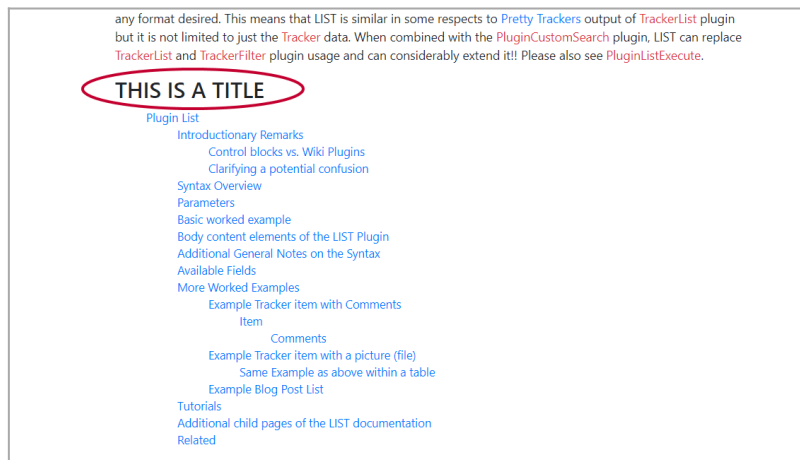 any format desired. This means that LIST is similar in some respects to Pretty Trackers output of TrackerList plugin
but it is not limited to just the Tracker data. When combined with the PluginCustomSearch plugin, LIST can replace
TrackerList and TrackerFilter plugin usage and can considerably extend it!! Please also see PluginListExecute.
THIS IS A TITLE
Plugin List
Introductionary Remarks
Control blocks vs. Wiki Plugins
Clarifying a potential confusion
Syntax Overview
Parameters
Basic worked example
Body content elements of the LIST Plugin
Additional General Notes on the Syntax
Available Fields
More Worked Examples
Example Tracker item with Comments
Item
Comments
Example Tracker item with a picture (file)
Same Example as above within a table
Example Blog Post List
Tutorials
Additional child pages of the LIST documentation
Related